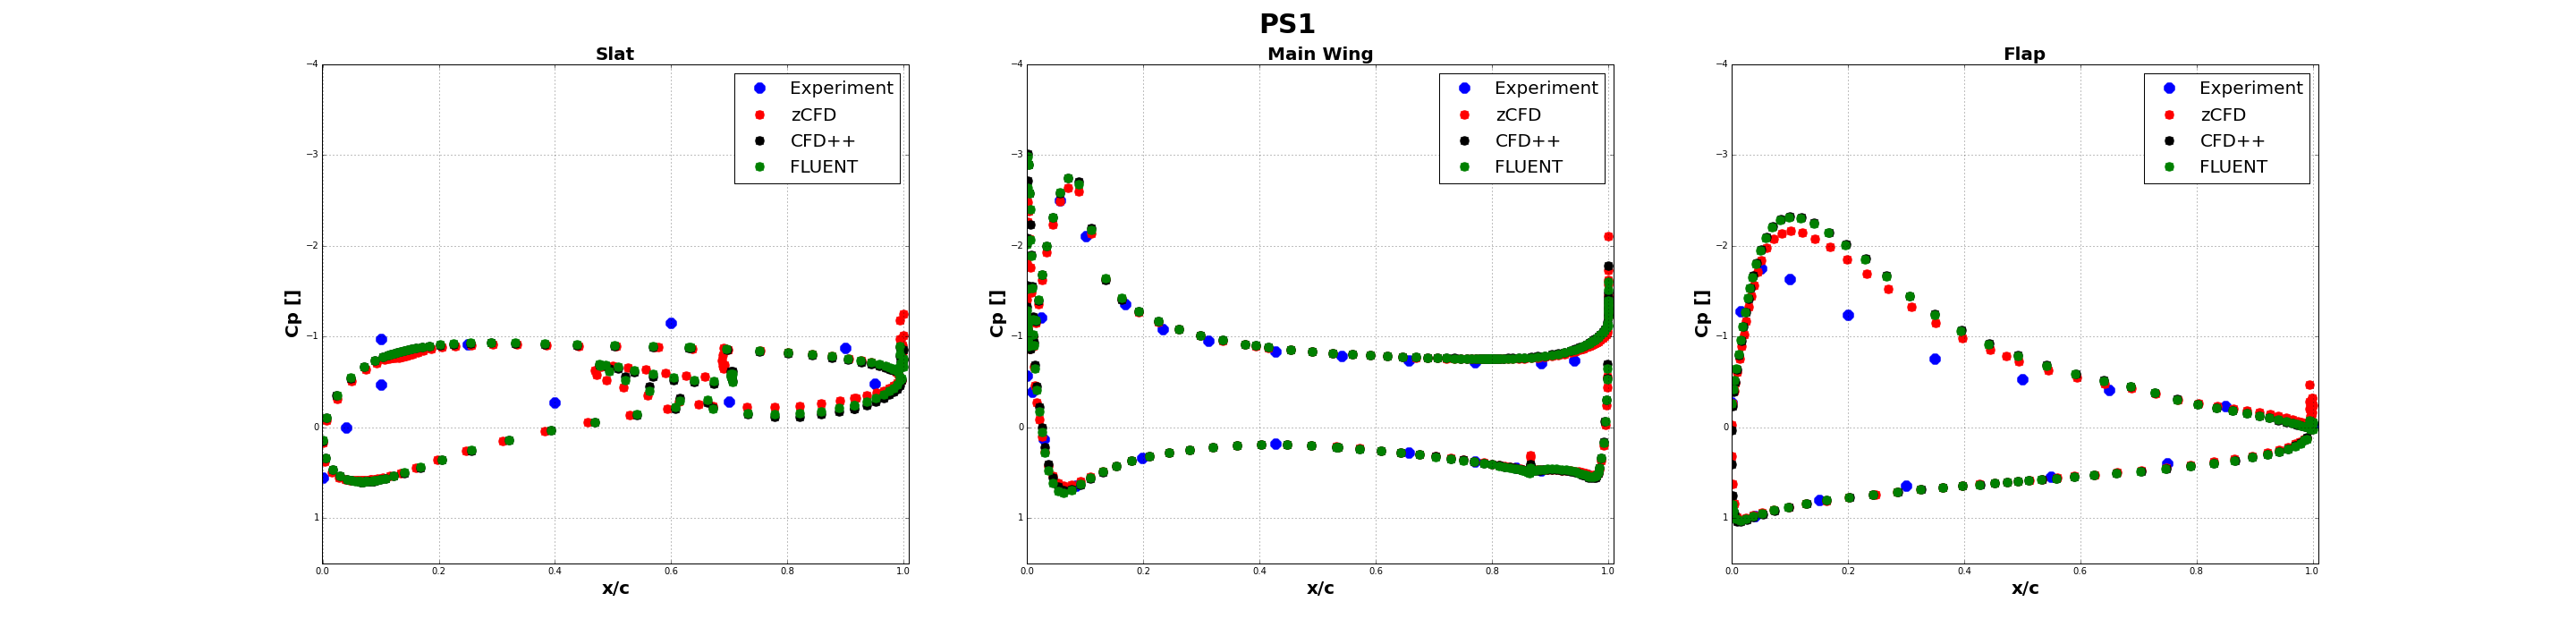 PS1
Slat
−4
−3
−2
−1
0
1
Cp []
0.0 0.2 0.4 0.6 0.8 1.0
x/c
Experiment
zCFD
CFD++
FLUENT
Main Wing
−4
−3
−2
−1
0
1
Cp []
0.0 0.2 0.4 0.6 0.8 1.0
x/c
Experiment
zCFD
CFD++
FLUENT
Flap
−4
−3
−2
−1
0
1
Cp []
0.0 0.2 0.4 0.6 0.8 1.0
x/c
Experiment
zCFD
CFD++
FLUENT